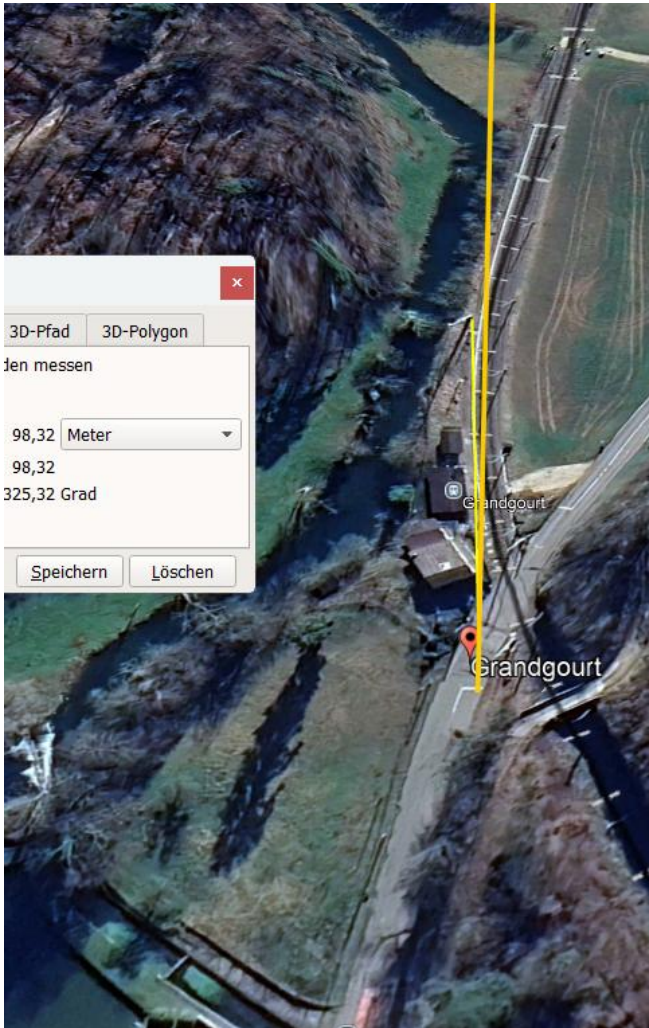 ×
3D-Pfad 3D-Polygon
den messen
98,32 Meter
98,32
325,32 Grad
Speichern Löschen
Grandgourt
Grandgourt